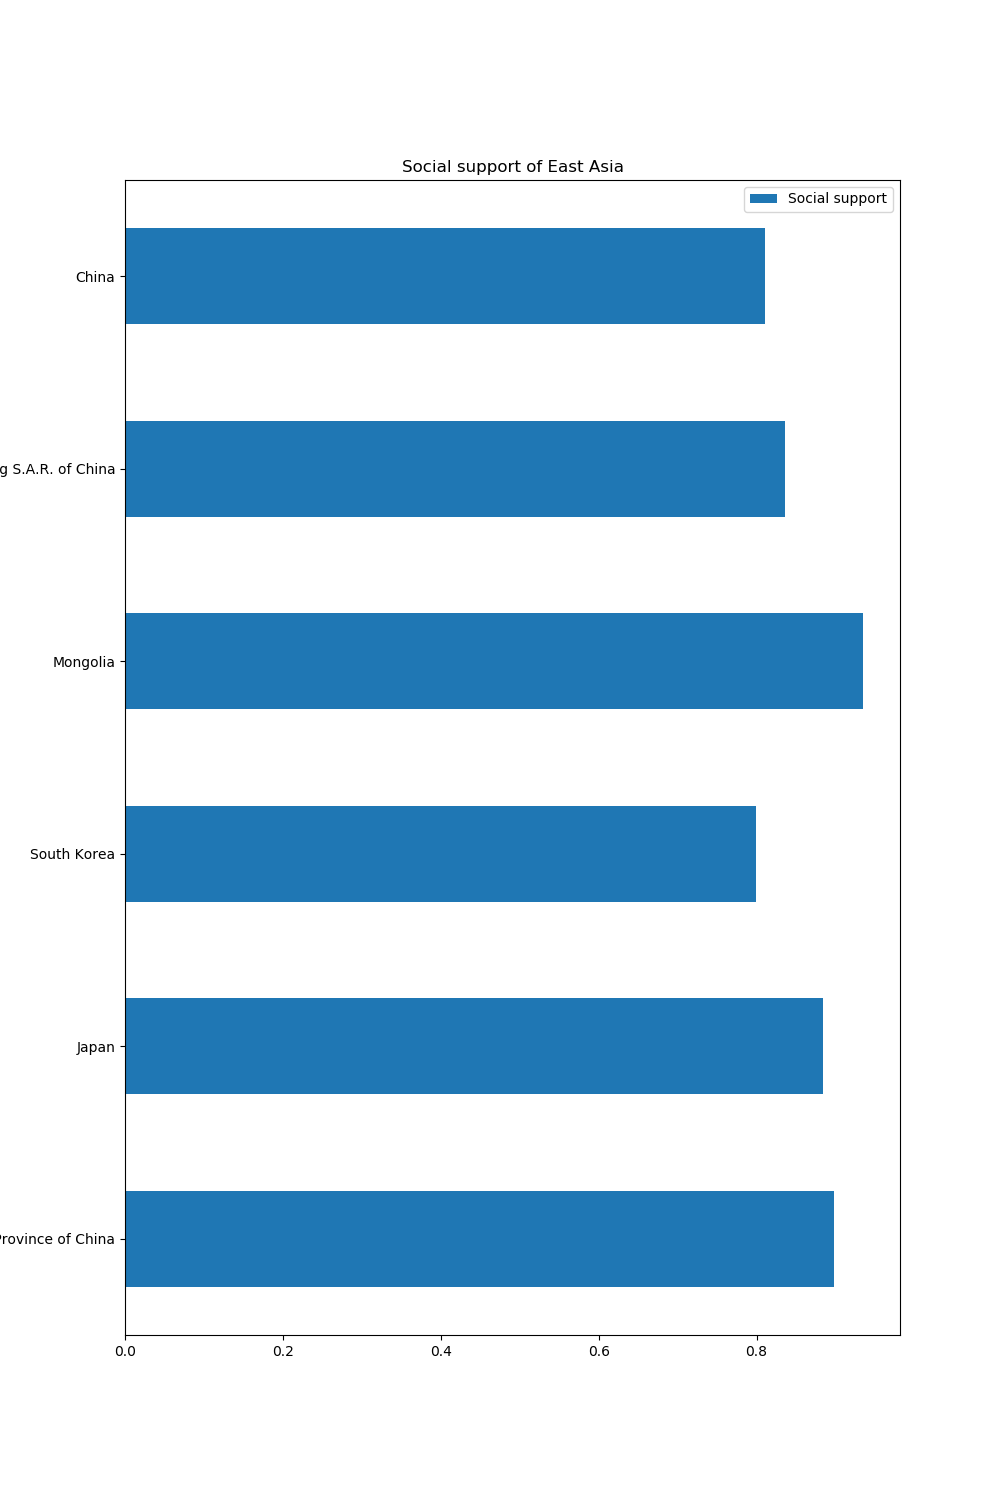 Social support of East Asia
Social support
China
g S.A.R. of China
Mongolia
South Korea
Japan
Province of China
0.0 0.2 0.4 0.6 0.8